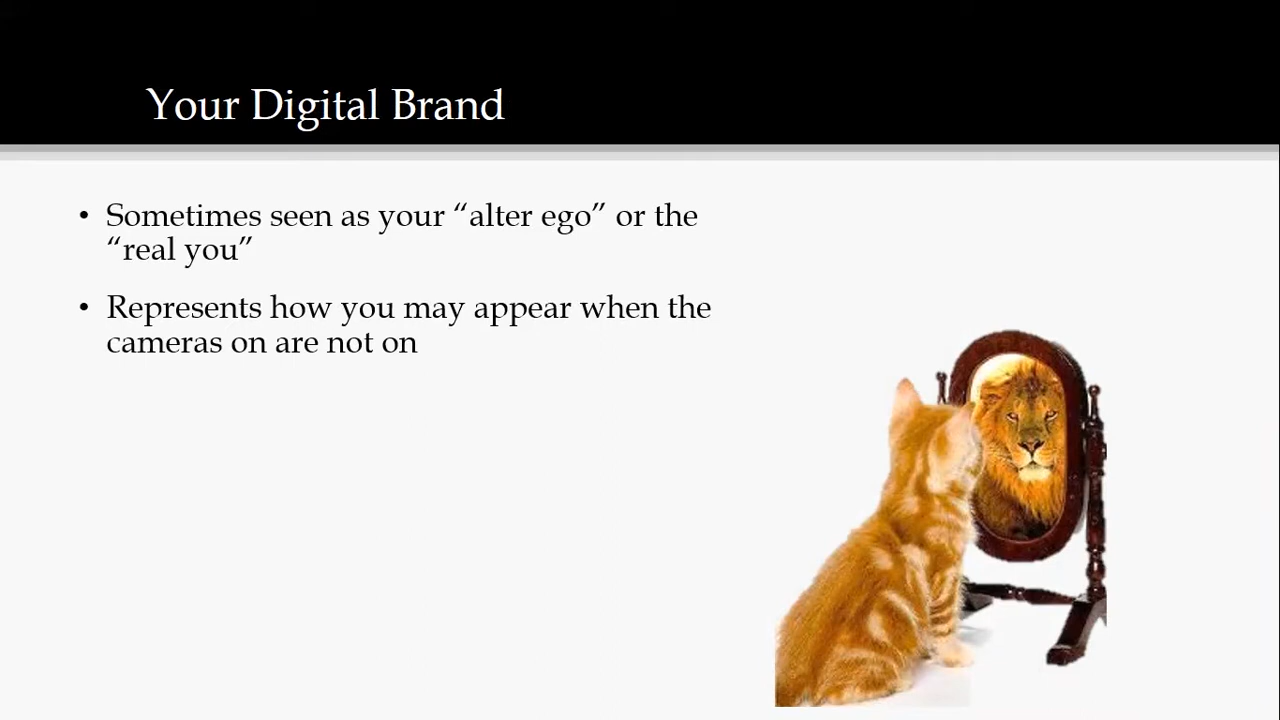 Your Digital Brand
• Sometimes seen as your “alter ego” or the
“real you”
• Represents how you may appear when the
cameras on are not on